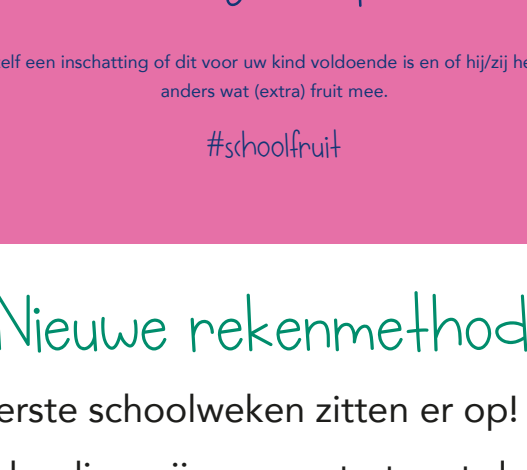 elf een inschatting of dit voor uw kind voldoende is en of hij/zij he
anders wat (extra) fruit mee.
#schoolfruit
Nieuwe rekenmethod
erste schoolweken zitten er op!